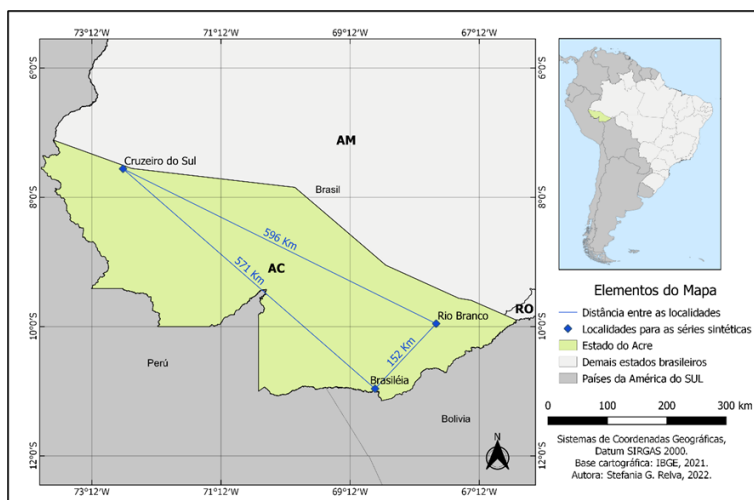 73°12'W 71°12'W 69°12'W 67°12'W
6°0'S
8°0'S
10°0'S
12°0'S
6°0'S
8°0'S
10°0'S
12°0'S
AM
Cruzeiro do Sul
Brasil
596 Km
571 Km
AC
RO
Rio Branco
152 Km
Brasiléia
Perú
Bolivia
N
73°12'W 71°12'W 69°12'W 67°12'W
Elementos do Mapa
Distância entre as localidades
Localidades para as séries sintéticas
Estado do Acre
Demais estados brasileiros
Países da América do SUL
0 100 200 300 km
Sistemas de Coordenadas Geográficas,
Datum SIRGAS 2000.
Base cartográfica: IBGE, 2021.
Autora: Stefania G. Relva, 2022.